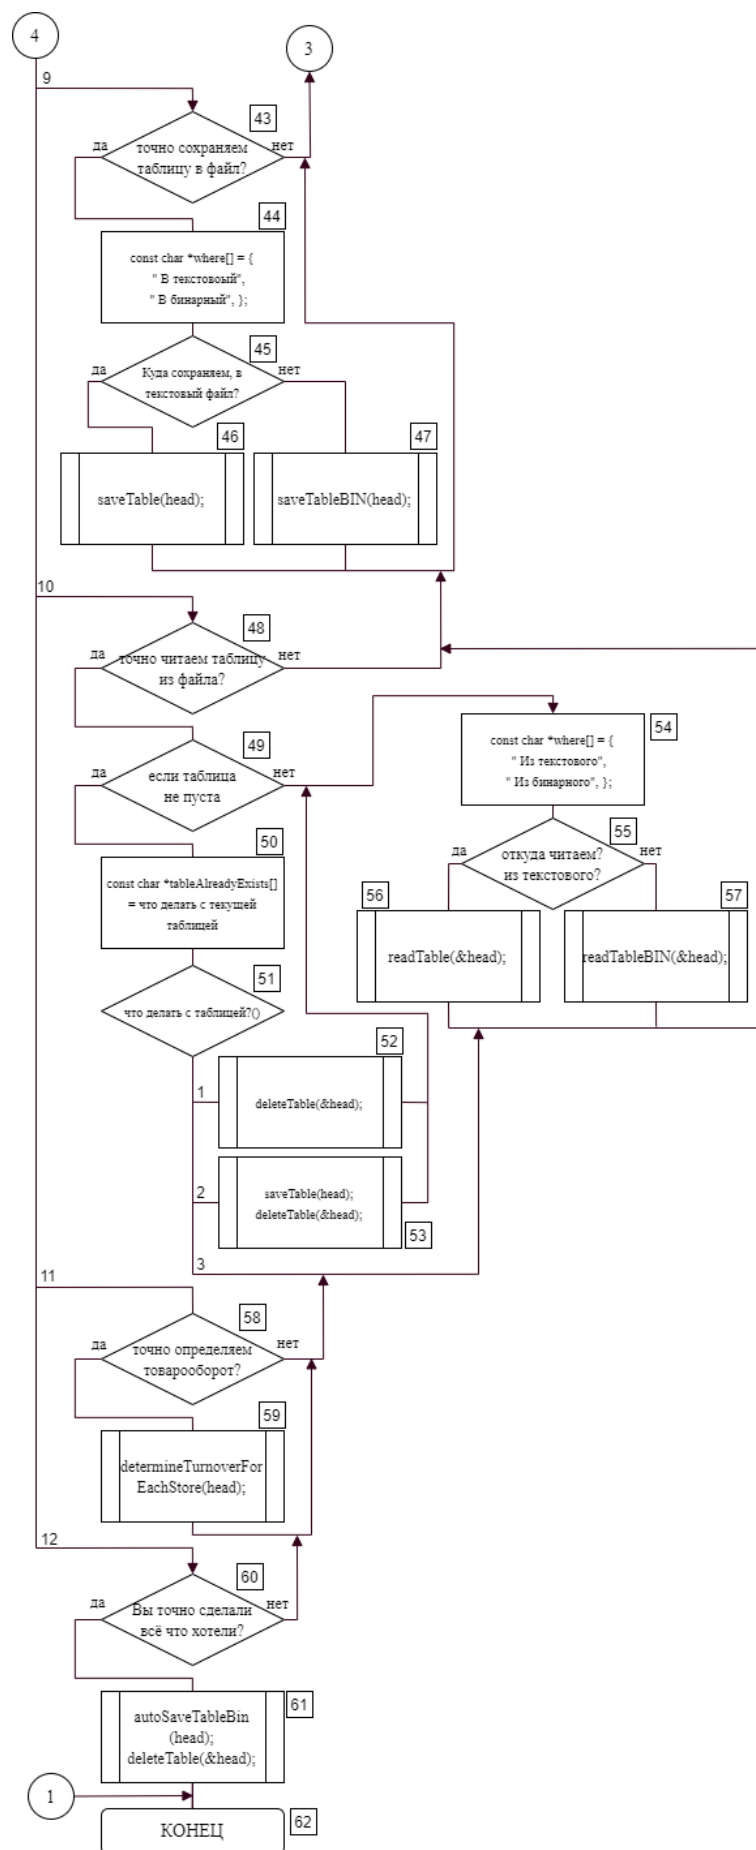 4
3
9
43
да
нет
точно сохраняем
таблицу в файл?
44
const char *where[] = {
" В текстовоый",
" В бинарный", };
45
да
нет
Куда сохраняем, в
текстовый файл?
46
47
saveTable(head);
saveTableBIN(head);
10
48
да
нет
точно читаем таблицу
из файла?
49
да
нет
если таблица
не пуста
54
const char *where[] = {
" Из текстового",
" Из бинарного", };
50
const char *tableAlreadyExists[]
= что делать с текущей
таблицей
55
да
нет
откуда читаем?
из текстового?
56
57
readTable(&head);
readTableBIN(&head);
51
что делать с таблицей?()
52
1
deleteTable(&head);
2
saveTable(head);
deleteTable(&head);
53
3
11
58
да
нет
точно определяем
товарооборот?
59
determineTurnoverFor
EachStore(head);
12
60
да
нет
Вы точно сделали
всё что хотели?
61
autoSaveTableBin
(head);
deleteTable(&head);
1
62
КОНЕЦ